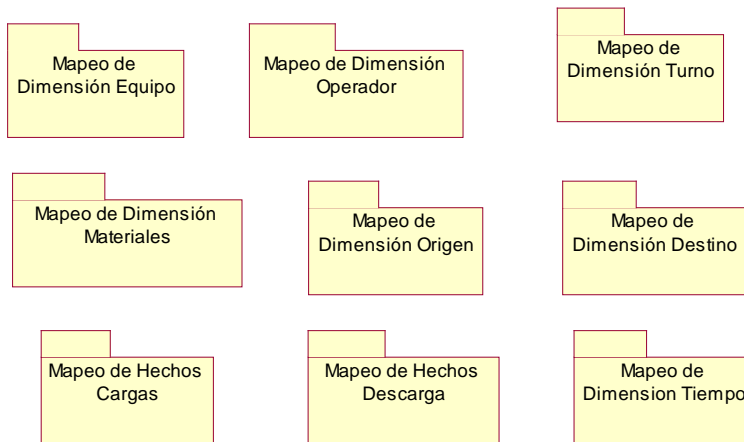 Mapeo de
Dimensión Equipo
Mapeo de Dimensión
Operador
Mapeo de
Dimensión Turno
Mapeo de Dimensión
Materiales
Mapeo de
Dimensión Origen
Mapeo de
Dimensión Destino
Mapeo de Hechos
Cargas
Mapeo de Hechos
Descarga
Mapeo de
Dimension Tiempo